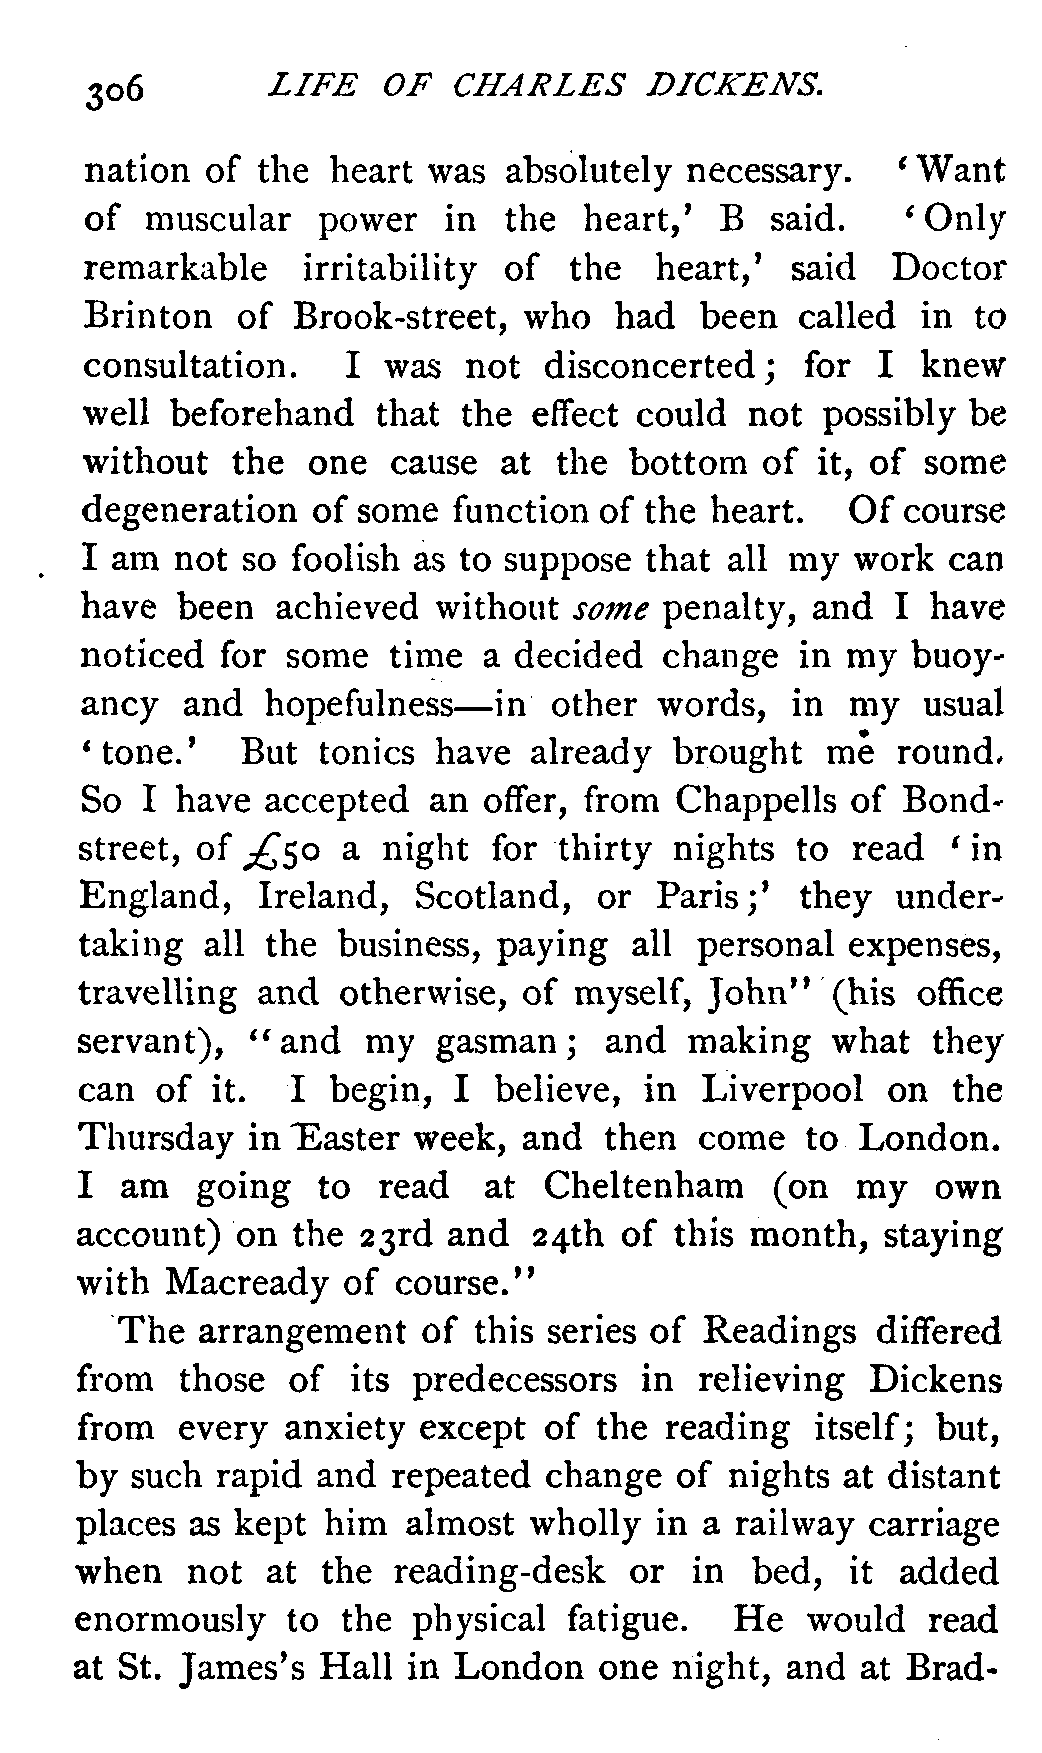 306 LIFE OF CHARLES DICKENS.
nation of the heart was absolutely necessary. ‘Want
of muscular power in the heart,’ B said. ‘Only
remarkable irritability of the heart,’ said Doctor
Brinton of Brook-street, who had been called in to
consultation. I was not disconcerted; for I knew
well beforehand that the effect could not possibly be
without the one cause at the bottom of it, of some
degeneration of some function of the heart. Of course
I am not so foolish as to suppose that all my work can
have been achieved without some penalty, and I have
noticed for some time a decided change in my buoy-
ancy and hopefulness—in other words, in my usual
‘tone.’ But tonics have already brought me round.
So I have accepted an offer, from Chappells of Bond-
street, of £50 a night for thirty nights to read ‘in
England, Ireland, Scotland, or Paris;’ they under-
taking all the business, paying all personal expenses,
travelling and otherwise, of myself, John” (his office
servant), “and my gasman; and making what they
can of it. I begin, I believe, in Liverpool on the
Thursday in Easter week, and then come to London.
I am going to read at Cheltenham (on my own
account) on the 23rd and 24th of this month, staying
with Macready of course.”
The arrangement of this series of Readings differed
from those of its predecessors in relieving Dickens
from every anxiety except of the reading itself; but,
by such rapid and repeated change of nights at distant
places as kept him almost wholly in a railway carriage
when not at the reading-desk or in bed, it added
enormously to the physical fatigue. He would read
at St. James’s Hall in London one night, and at Brad-